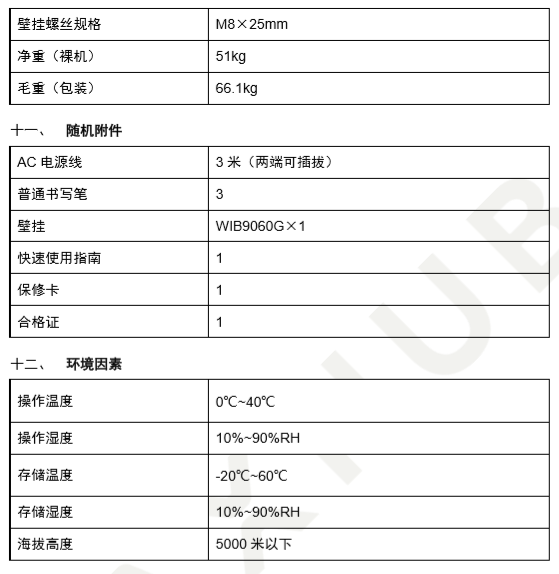 壁挂螺丝规格 M8×25mm
净重（裸机） 51kg
毛重（包装） 66.1kg
十一、 随机附件
AC 电源线 3 米（两端可插拔）
普通书写笔 3
壁挂 WIB9060G×1
快速使用指南 1
保修卡 1
合格证 1
十二、 环境因素
操作温度 0℃~40℃
操作湿度 10%~90%RH
存储温度 -20℃~60℃
存储湿度 10%~90%RH
海拔高度 5000 米以下